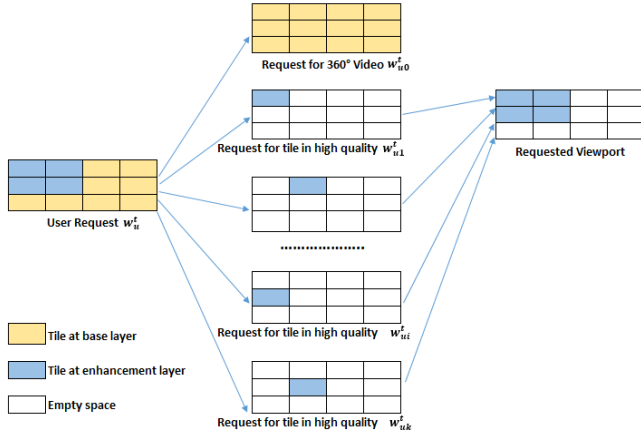 Request for 360° Video w_{u0}^{t}
Request for tile in high quality w_{u1}^{t}
Requested Viewport
User Request w_{u}^{t}
………………..
Request for tile in high quality w_{ui}^{t}
Tile at base layer
Tile at enhancement layer
Empty space
Request for tile in high quality w_{uk}^{t}